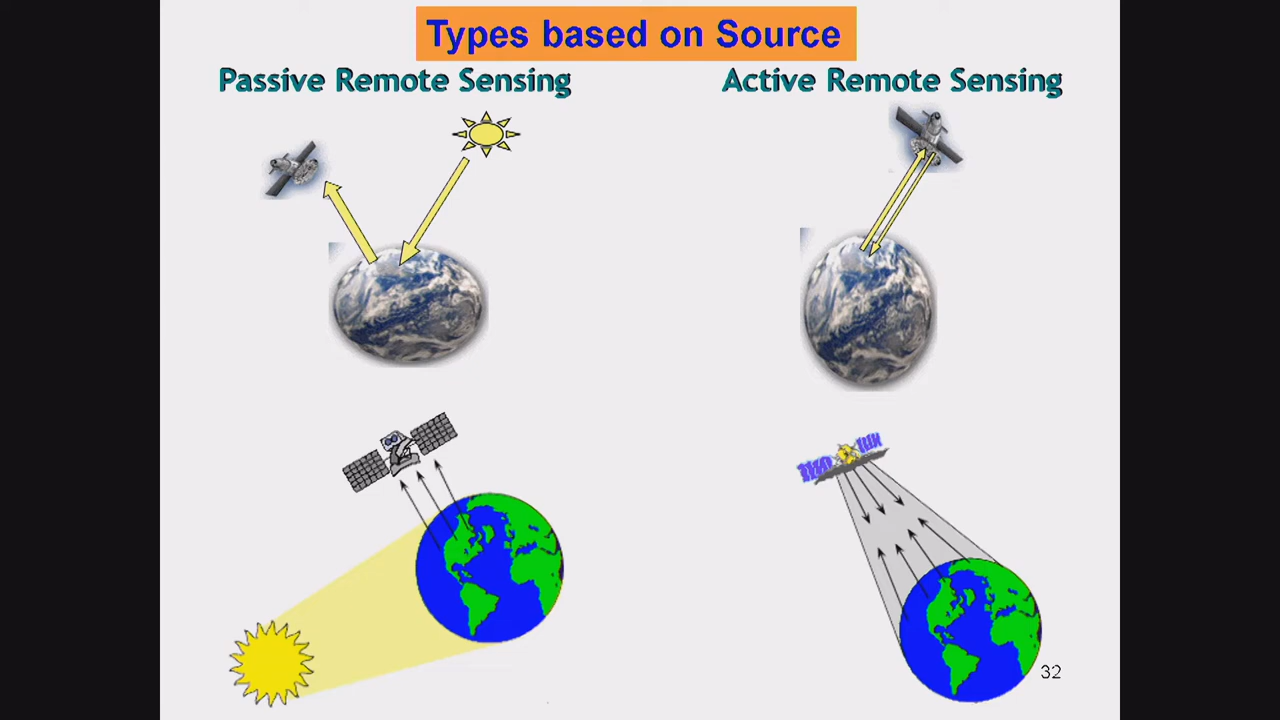 Types based on Source
Passive Remote Sensing
Active Remote Sensing
32